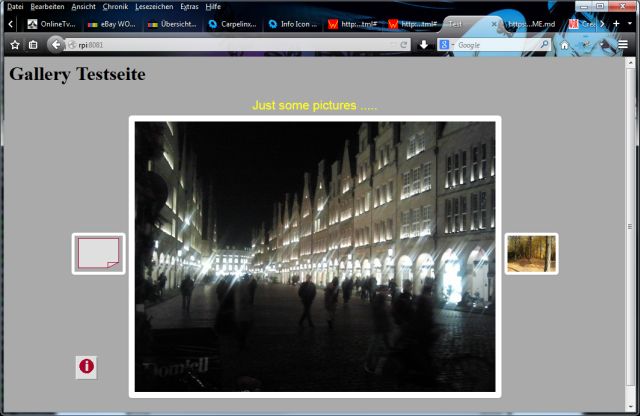 Datei Bearbeiten Ansicht Chronik Lesezeichen Extras Hilfe
OnlineTv... eBay WO... Übersicht... Carpelinx... Info Icon ... http:...tml# http:...tml# Test https...ME.md Crea
rpi:8081 Google
Gallery Testseite
Just some pictures .....
i